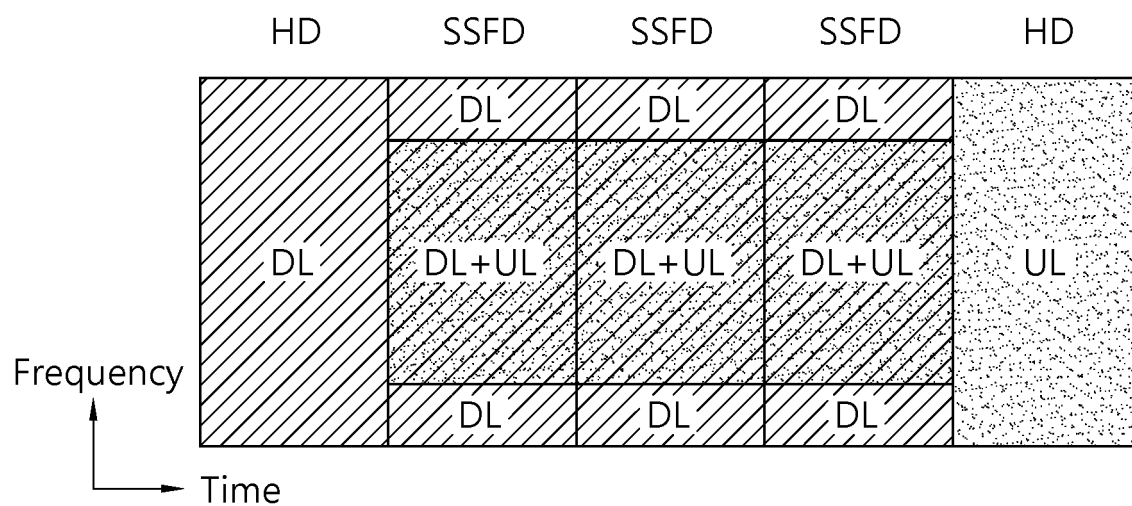 HD SSFD SSFD SSFD HD
DL DL DL
DL DL+UL DL+UL DL+UL UL
Frequency
DL DL DL
Time